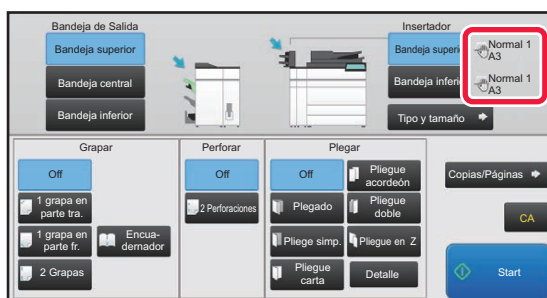 Bandeja de Salida
Bandeja superior
Bandeja central
Bandeja inferior
Insertador
Bandeja
Normal 1
A3
Bandeja
Normal 1
A3
Tipo y tamaño
Grapar
Off
1 grapa en
parte tra.
1 grapa en
parte fr.
Encua-
dernador
2 Grapas
Perforar
Off
2 Perforaciones
Plegar
Off
Pliegue
acordeón
Plegado
Pliegue
doble
Pliege simp.
Pliegue en Z
Pliegue
carta
Detalle
Copias/Páginas
CA
Start